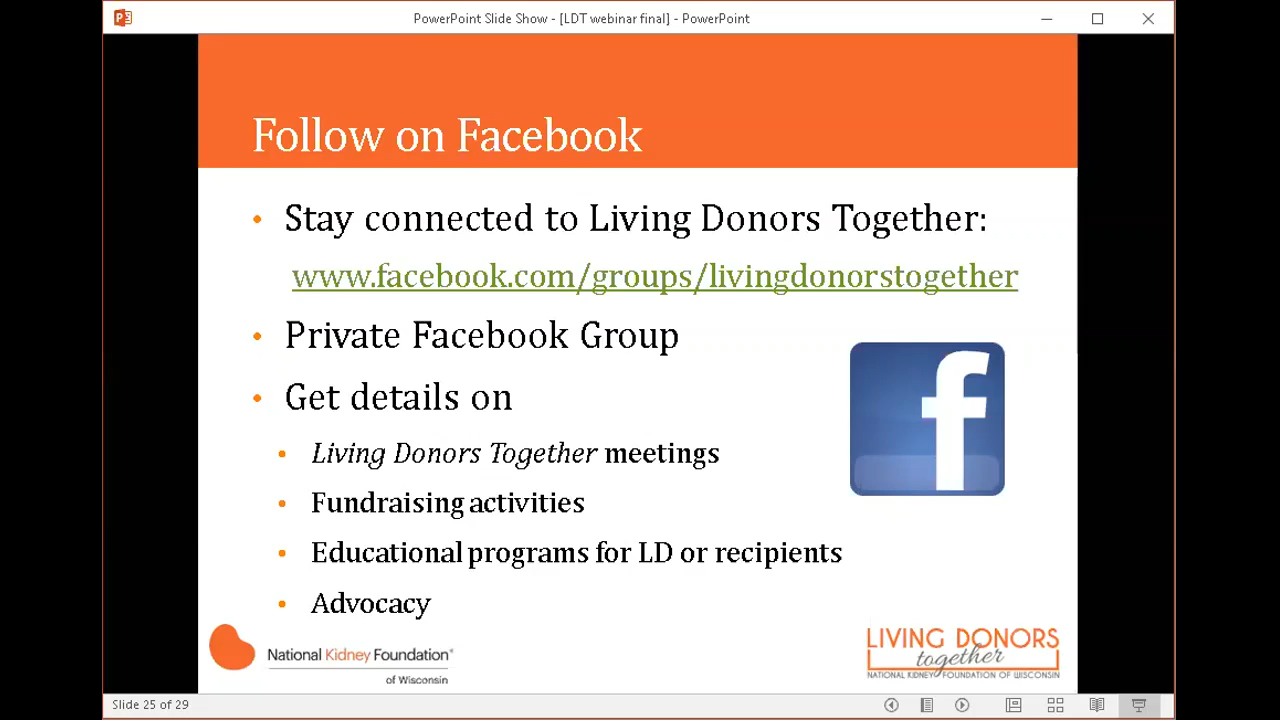 PowerPoint Slide Show - [LDT webinar final] - PowerPoint
Follow on Facebook
• Stay connected to Living Donors Together:
www.facebook.com/groups/livingdonorstogether
• Private Facebook Group
• Get details on
• Living Donors Together meetings
• Fundraising activities
• Educational programs for LD or recipients
• Advocacy
National Kidney Foundation®
of Wisconsin
LIVING DONORS
together
NATIONAL KIDNEY FOUNDATION OF WISCONSIN
Slide 25 of 29